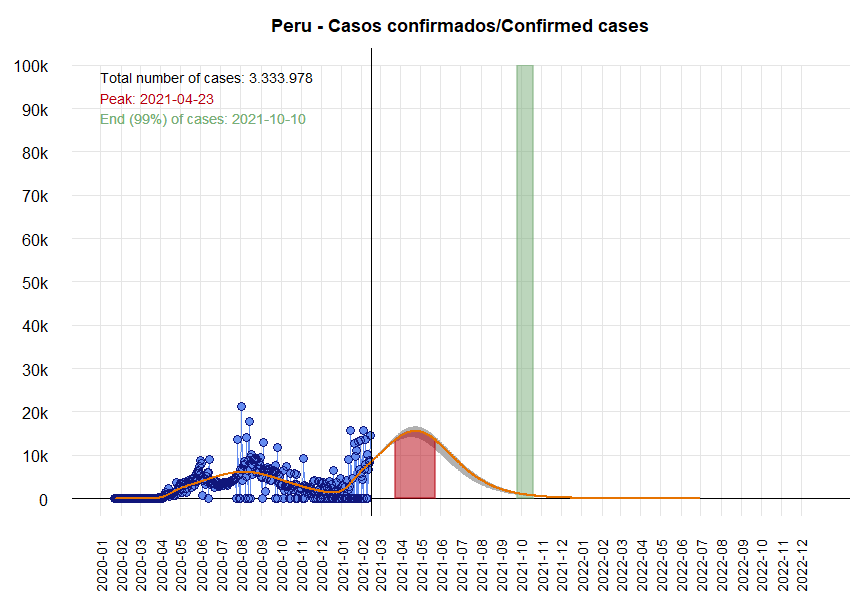 Peru - Casos confirmados/Confirmed cases
Total number of cases: 3.333.978
Peak: 2021-04-23
End (99%) of cases: 2021-10-10
100k
90k
80k
70k
60k
50k
40k
30k
20k
10k
0
2020-01
2020-02
2020-03
2020-04
2020-05
2020-06
2020-07
2020-08
2020-09
2020-10
2020-11
2020-12
2021-01
2021-02
2021-03
2021-04
2021-05
2021-06
2021-07
2021-08
2021-09
2021-10
2021-11
2021-12
2022-01
2022-02
2022-03
2022-04
2022-05
2022-06
2022-07
2022-08
2022-09
2022-10
2022-11
2022-12